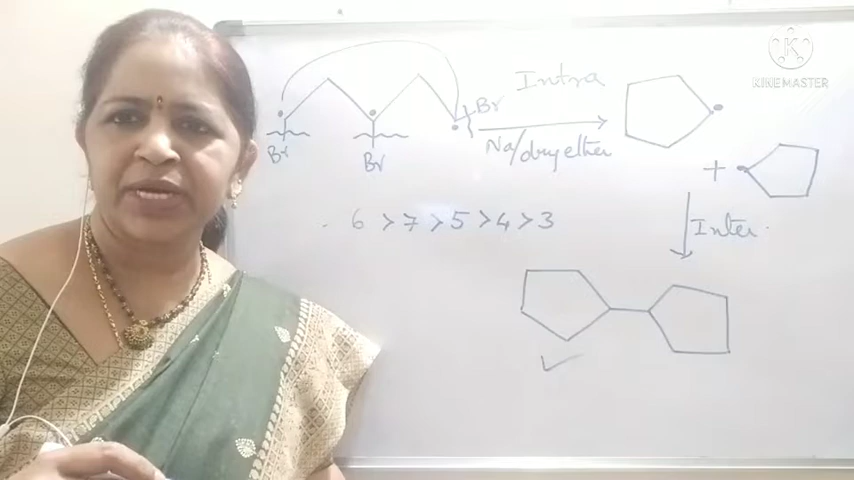 Br
Br
Br
Intra
Na/dry ether
+
Inter
6 > 7 > 5 > 4 > 3
K
KINEMASTER